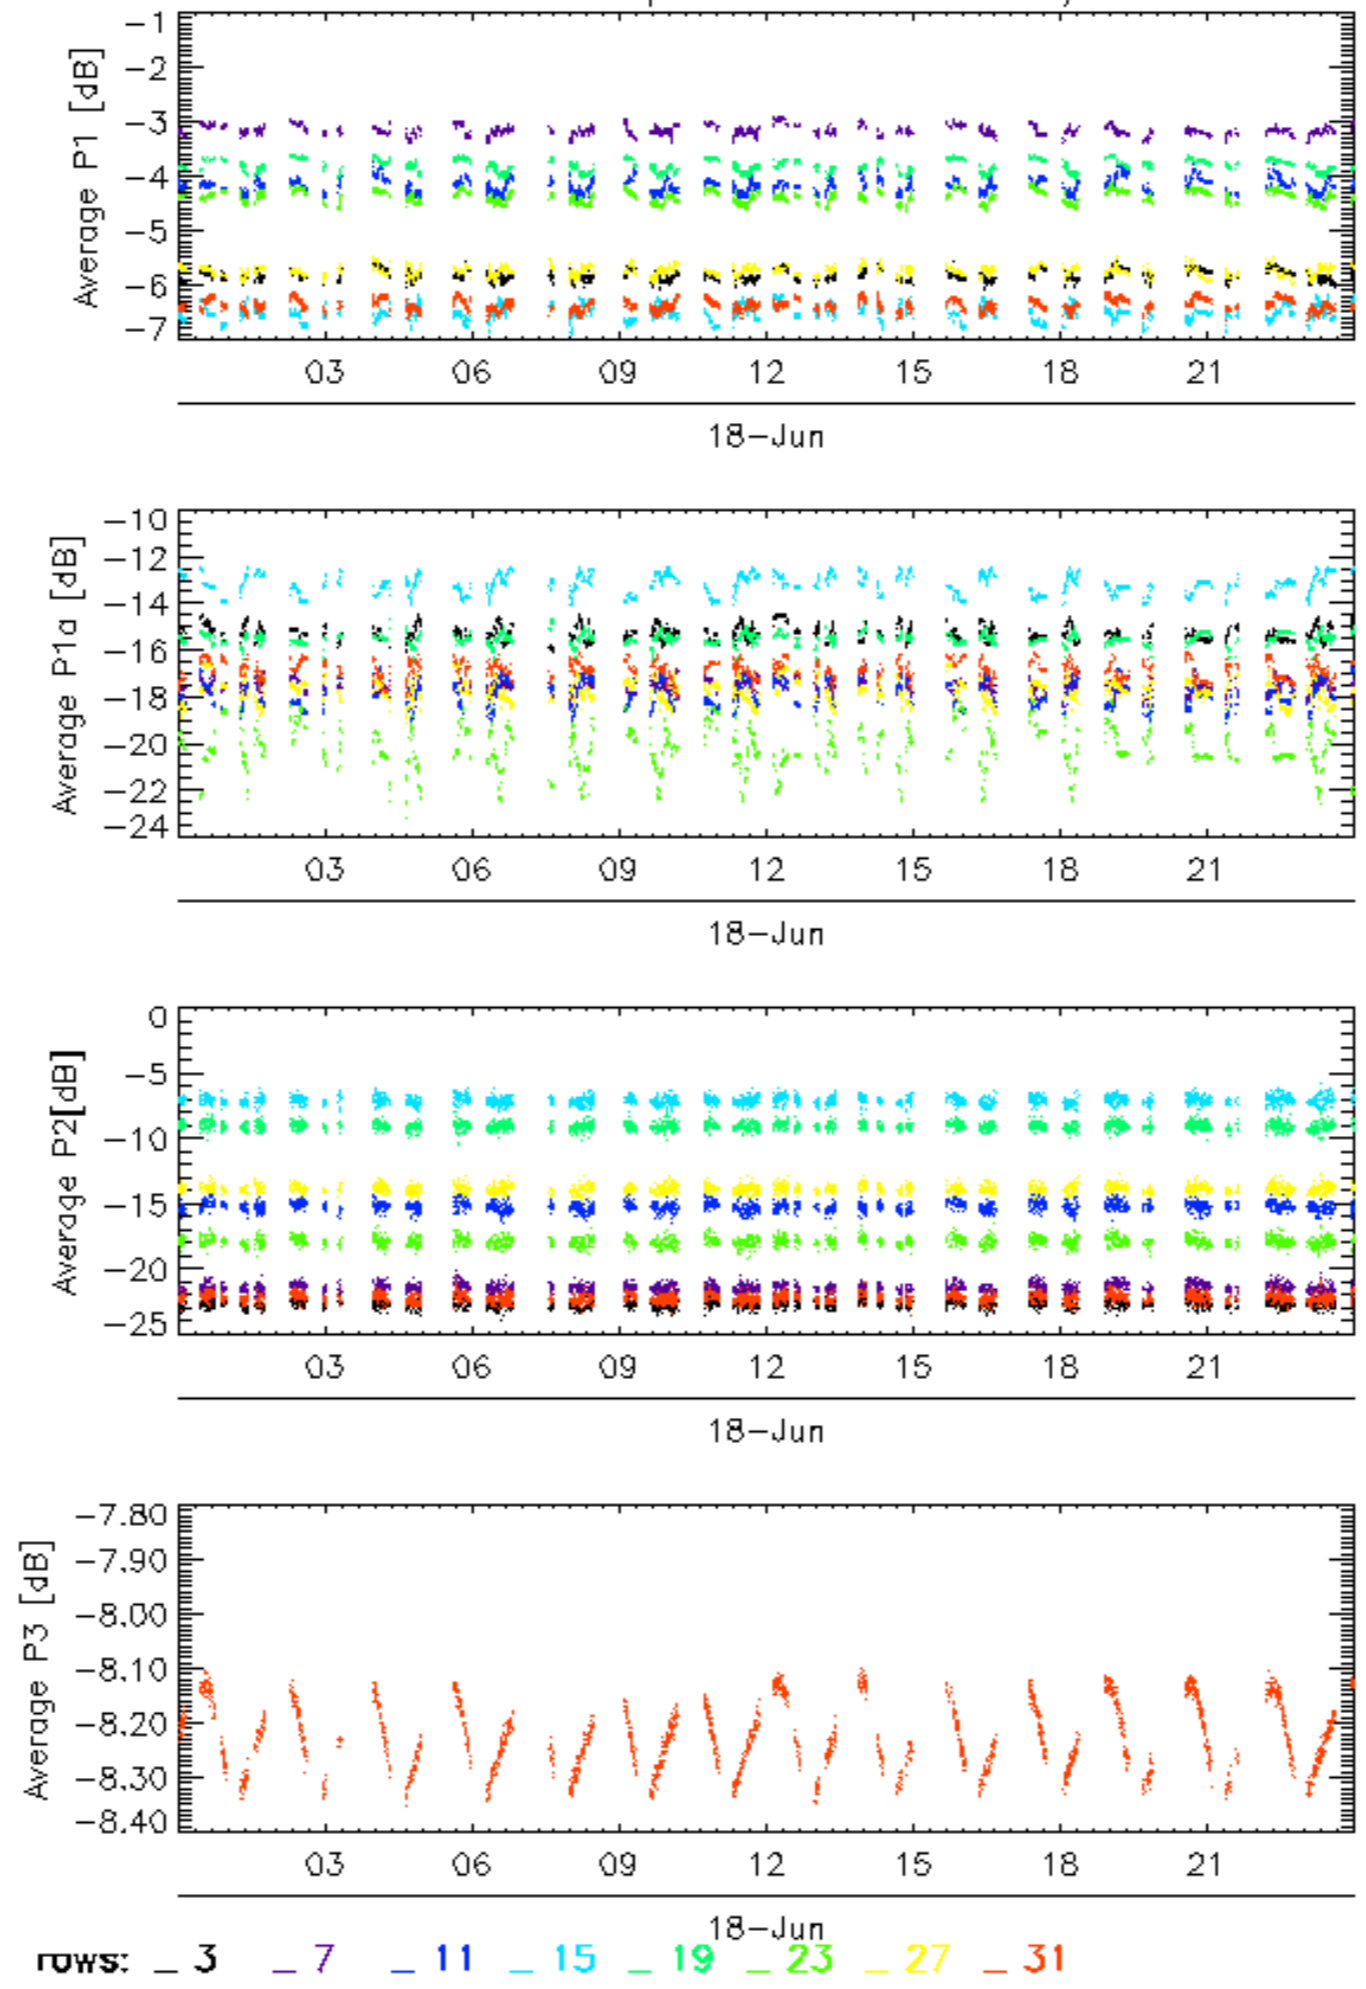 Average P1 [dB]
-1
-2
-3
-4
-5
-6
-7
03 06 09 12 15 18 21
18-Jun
Average P1a [dB]
-10
-12
-14
-16
-18
-20
-22
-24
03 06 09 12 15 18 21
18-Jun
Average P2[dB]
0
-5
-10
-15
-20
-25
03 06 09 12 15 18 21
18-Jun
Average P3 [dB]
-7.80
-7.90
-8.00
-8.10
-8.20
-8.30
-8.40
03 06 09 12 15 18 21
18-Jun
rows: _ 3 _ 7 _ 11 _ 15 _ 19 _ 23 _ 27 _ 31